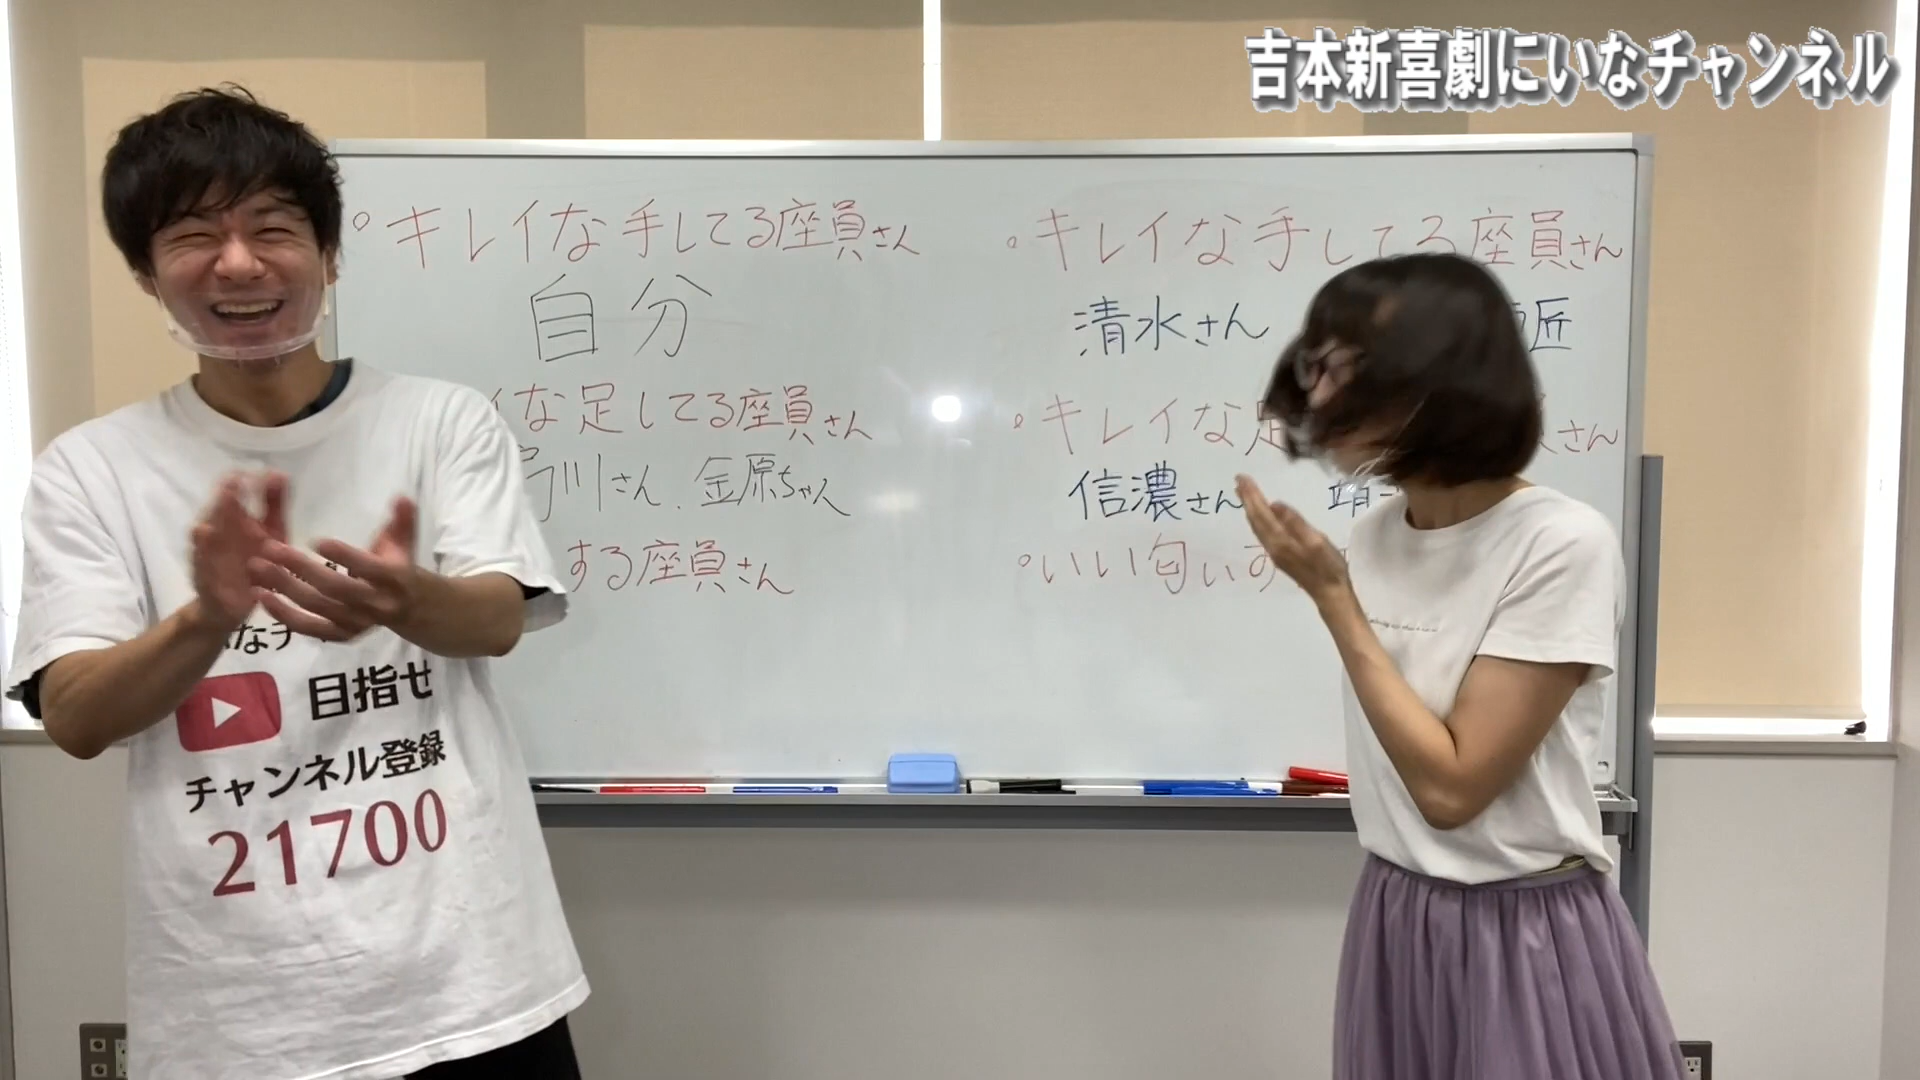 吉本新喜劇にいなチャンネル
。キレイな手してる座員さん
自分
な足してる座員さん
川さん、金原ちゃん
する座員さん
。キレイな手してる座員さん
清水さん
匠
。キレイな足 さん
信濃さん
。いい匂いす
目指せ
チャンネル登録
21700